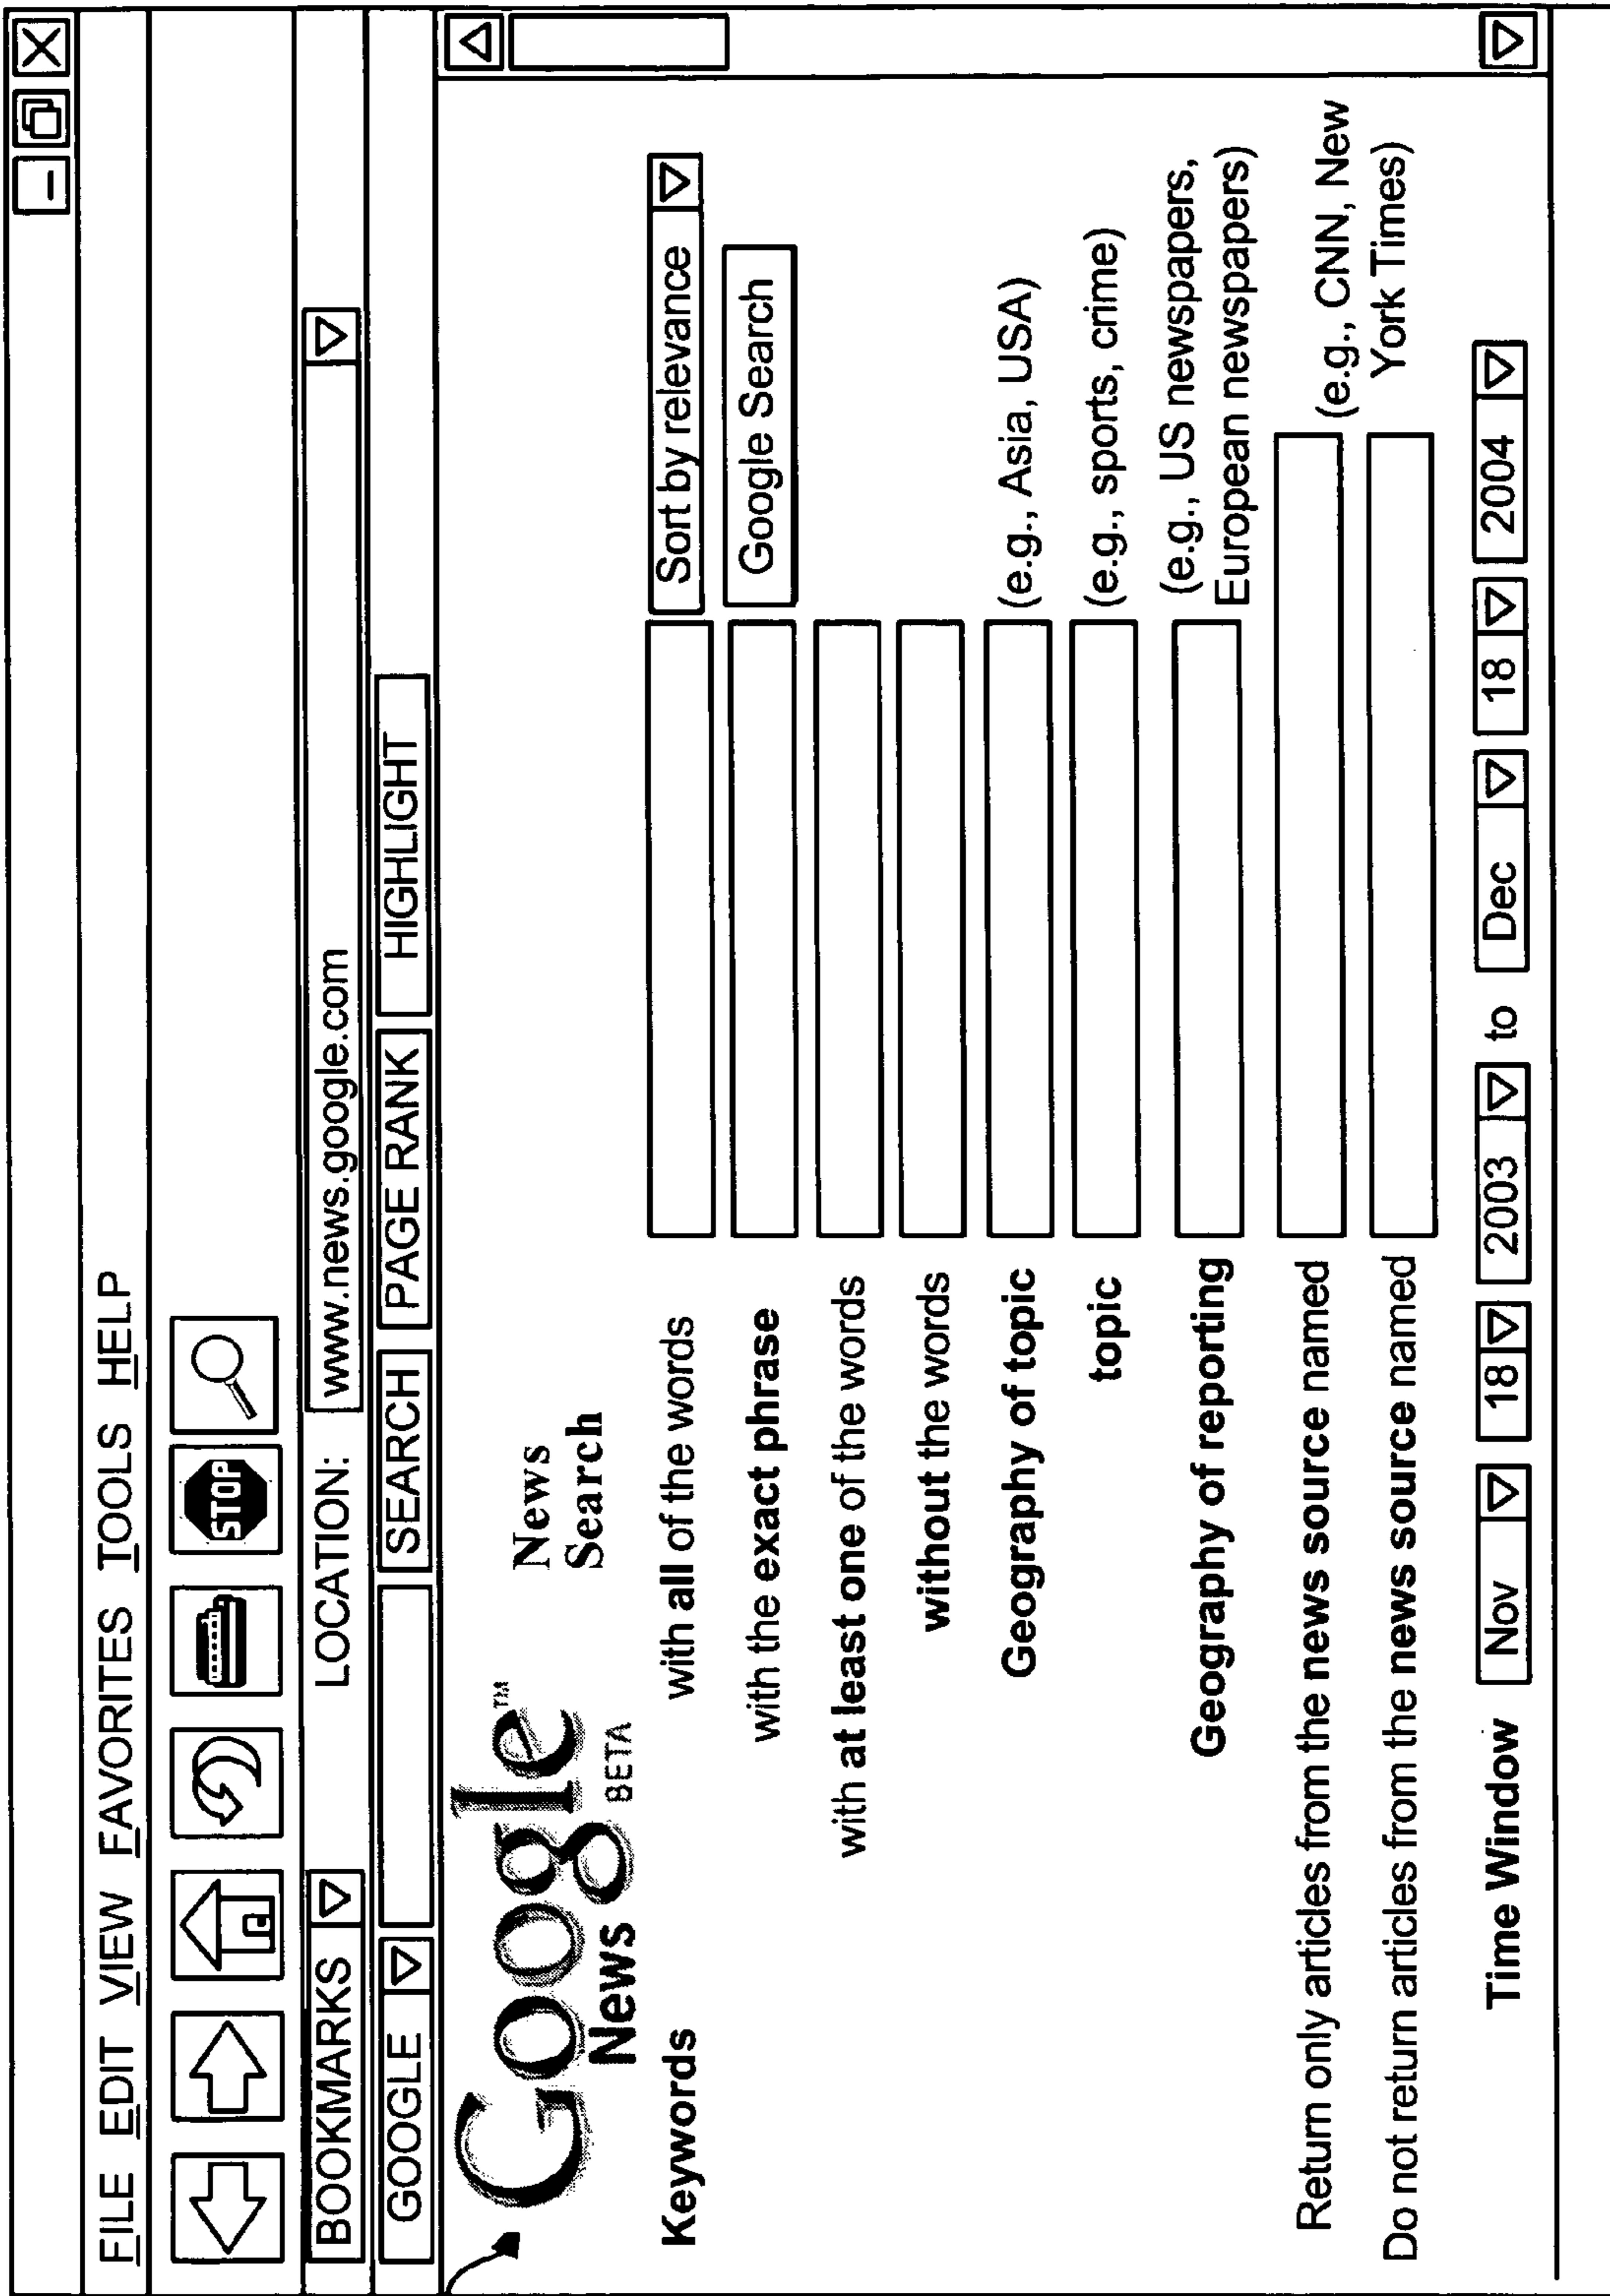 FILE EDIT VIEW FAVORITES TOOLS HELP
STOP
BOOKMARKS LOCATION: www.news.google.com
GOOGLE SEARCH PAGE RANK HIGHLIGHT
Google™ News
News BETA Search
Keywords with all of the words Sort by relevance
with the exact phrase Google Search
with at least one of the words
without the words
Geography of topic (e.g., Asia, USA)
topic (e.g., sports, crime)
Geography of reporting (e.g., US newspapers,
European newspapers)
Return only articles from the news source named (e.g., CNN, New
Do not return articles from the news source named York Times)
Time Window Nov 18 2003 to Dec 18 2004